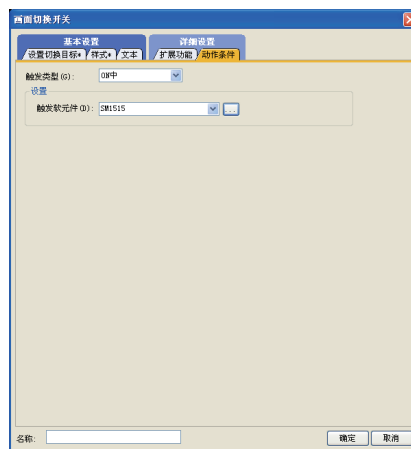 画面切换开关
基本设置 详细设置
设置切换目标* 样式* 文本 扩展功能 动作条件
触发类型(G): ON中
设置
触发软元件(D): SM1515 ...
名称: 确定 取消